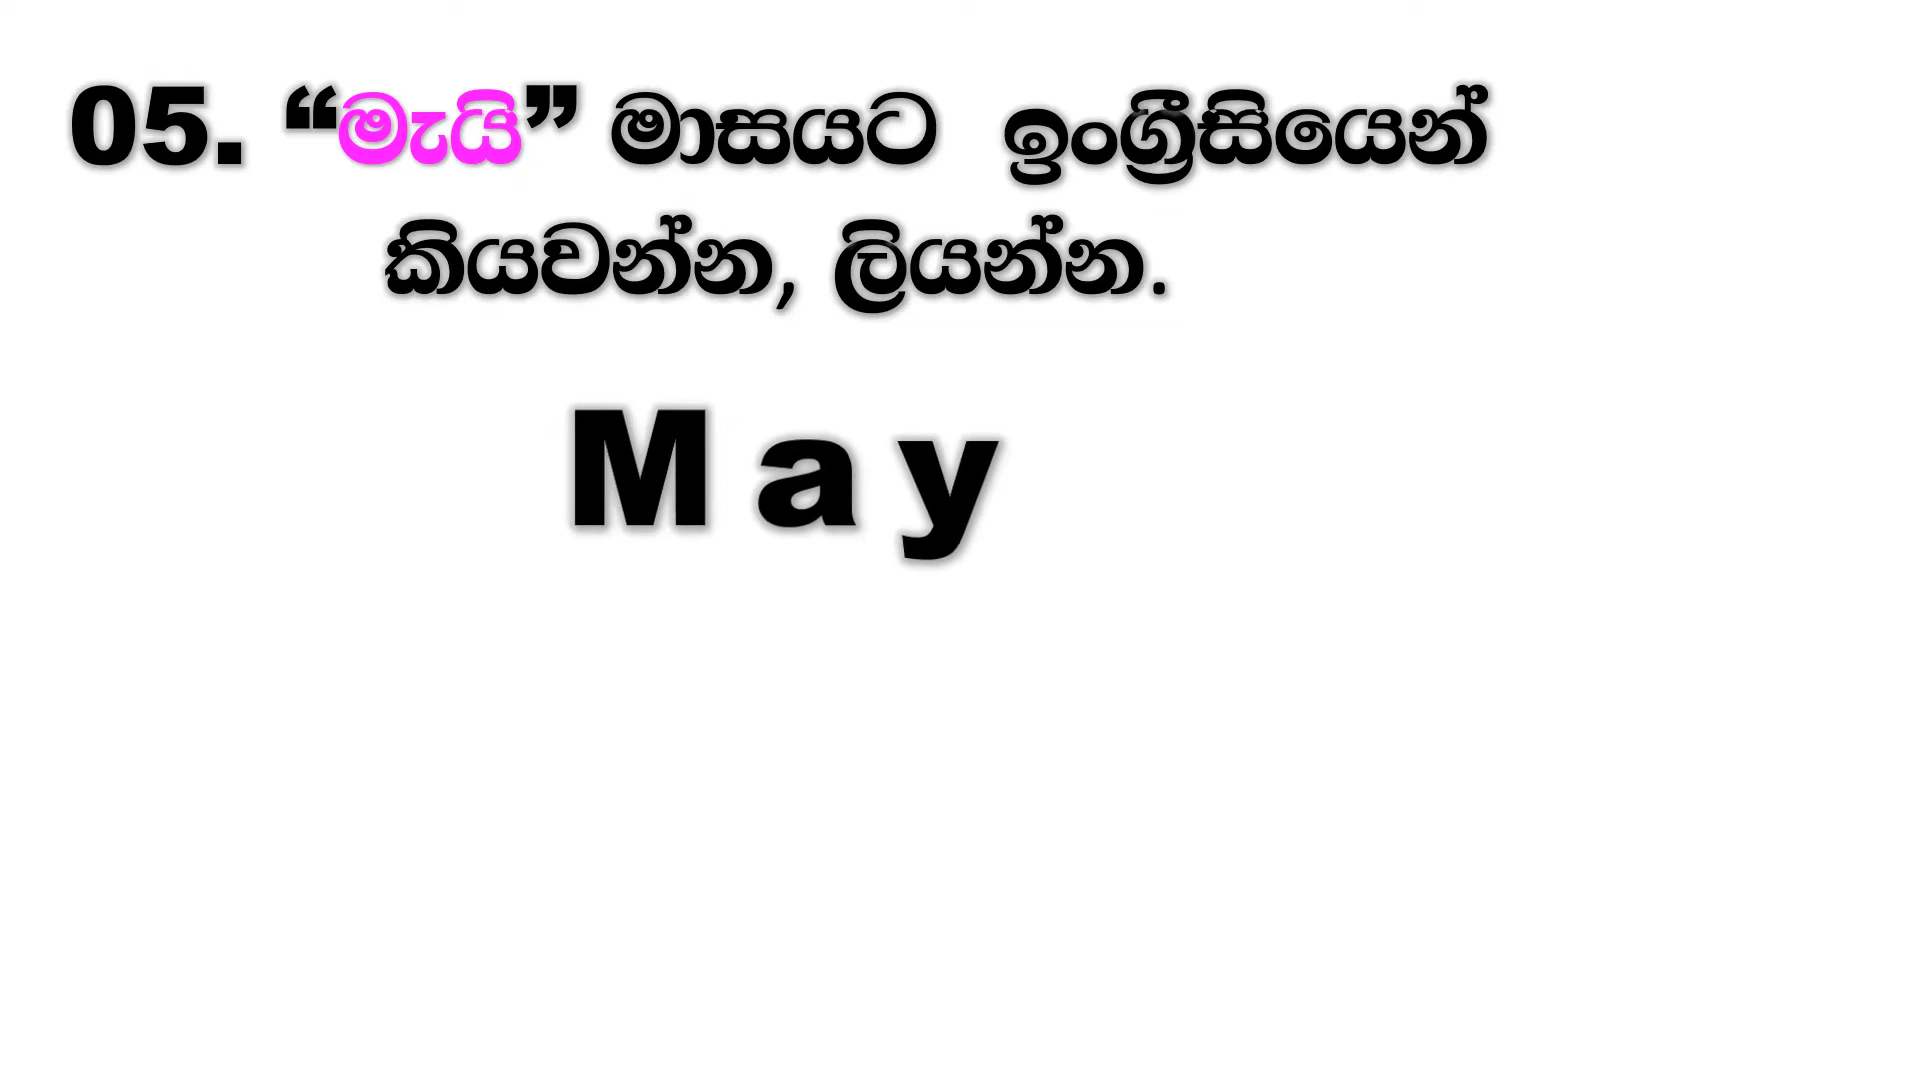 05. “මැයි” මාසයට ඉංග්‍රීසියෙන්
කියවන්න, ලියන්න.
May